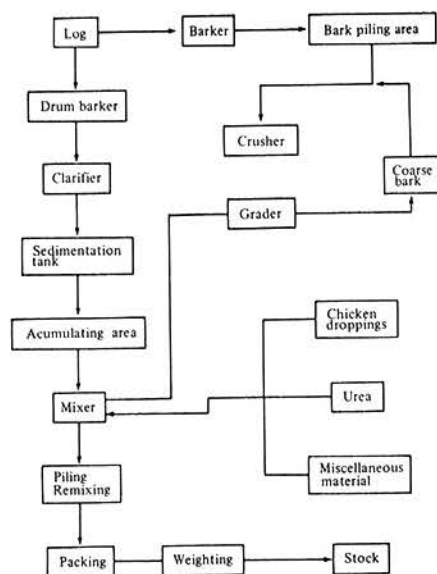 Log
Barker
Bark piling area
Drum barker
Crusher
Clarifier
Coarse
bark
Grader
Sedimentation
tank
Chicken
droppings
Acumulating area
Urea
Mixer
Miscellaneous
material
Piling
Remixing
Packing
Weighting
Stock